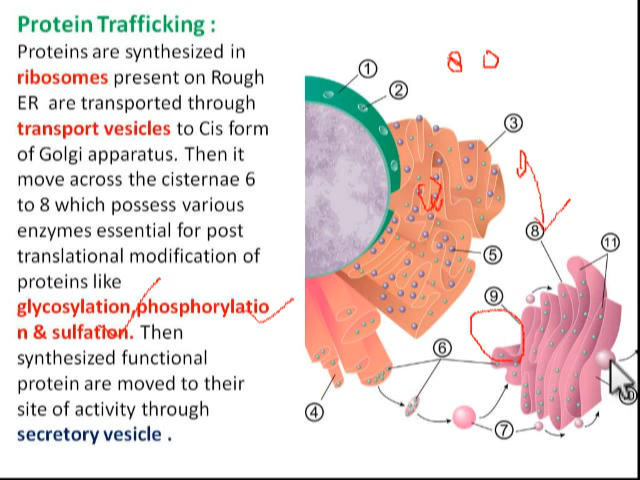 Protein Trafficking :
Proteins are synthesized in
ribosomes present on Rough
ER are transported through
transport vesicles to Cis form
of Golgi apparatus. Then it
move across the cisternae 6
to 8 which possess various
enzymes essential for post
translational modification of
proteins like
glycosylation,phosphorylatio
n & sulfation. Then
synthesized functional
protein are moved to their
site of activity through
secretory vesicle .
1
2
3
8
11
5
9
6
4
7